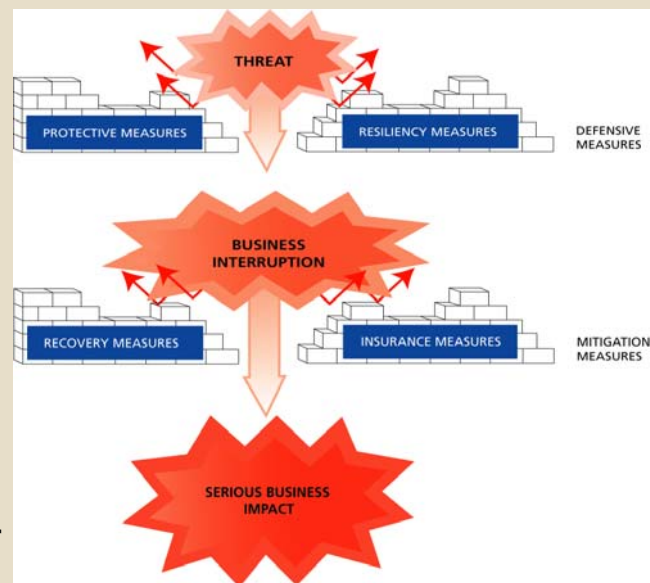 THREAT
PROTECTIVE MEASURES
RESILIENCY MEASURES
DEFENSIVE
MEASURES
BUSINESS
INTERRUPTION
RECOVERY MEASURES
INSURANCE MEASURES
MITIGATION
MEASURES
SERIOUS BUSINESS
IMPACT